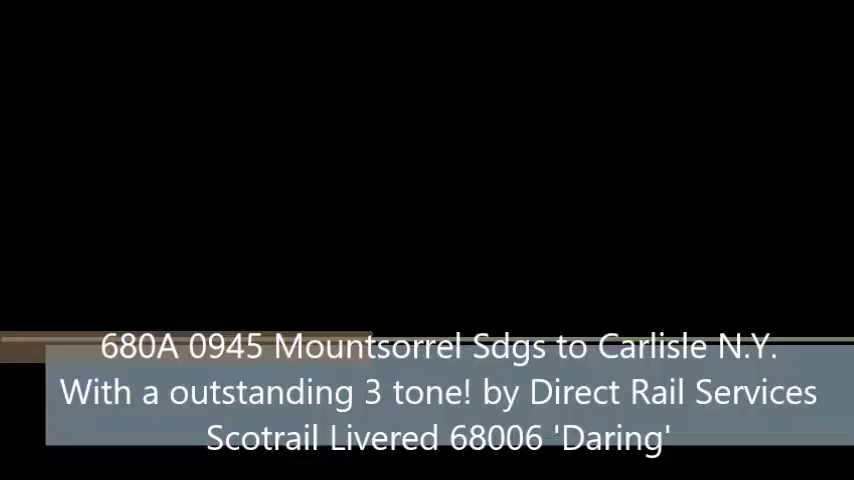 680A 0945 Mountsorrel Sdgs to Carlisle N.Y.
With a outstanding 3 tone! by Direct Rail Services
Scotrail Livered 68006 'Daring'